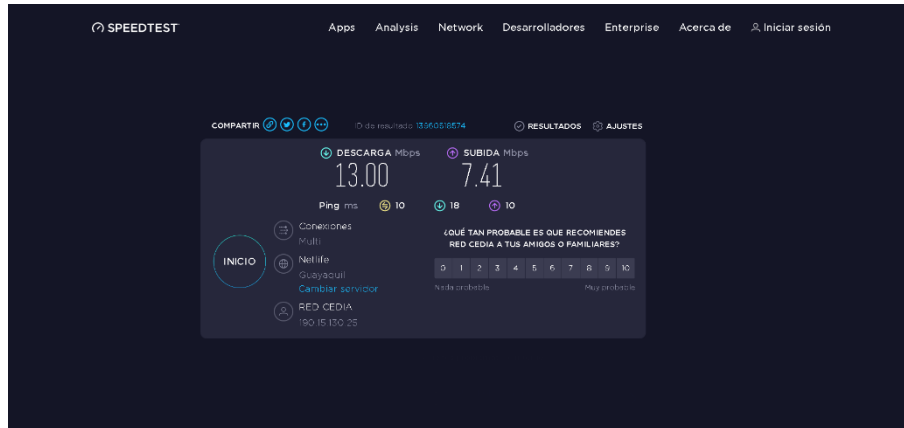 SPEEDTEST Apps Analysis Network Desarrolladores Enterprise Acerca de Iniciar sesión
COMPARTIR ID de resultado 13660518574 RESULTADOS AJUSTES
DESCARGA Mbps SUBIDA Mbps
13.00 7.41
Ping ms 10 18 10
INICIO
Conexiones
Multi
Netlife
Guayaquil
Cambiar servidor
RED CEDIA
190.15.130.25
¿QUÉ TAN PROBABLE ES QUE RECOMIENDES
RED CEDIA A TUS AMIGOS O FAMILIARES?
0 1 2 3 4 5 6 7 8 9 10
Nada probable Muy probable